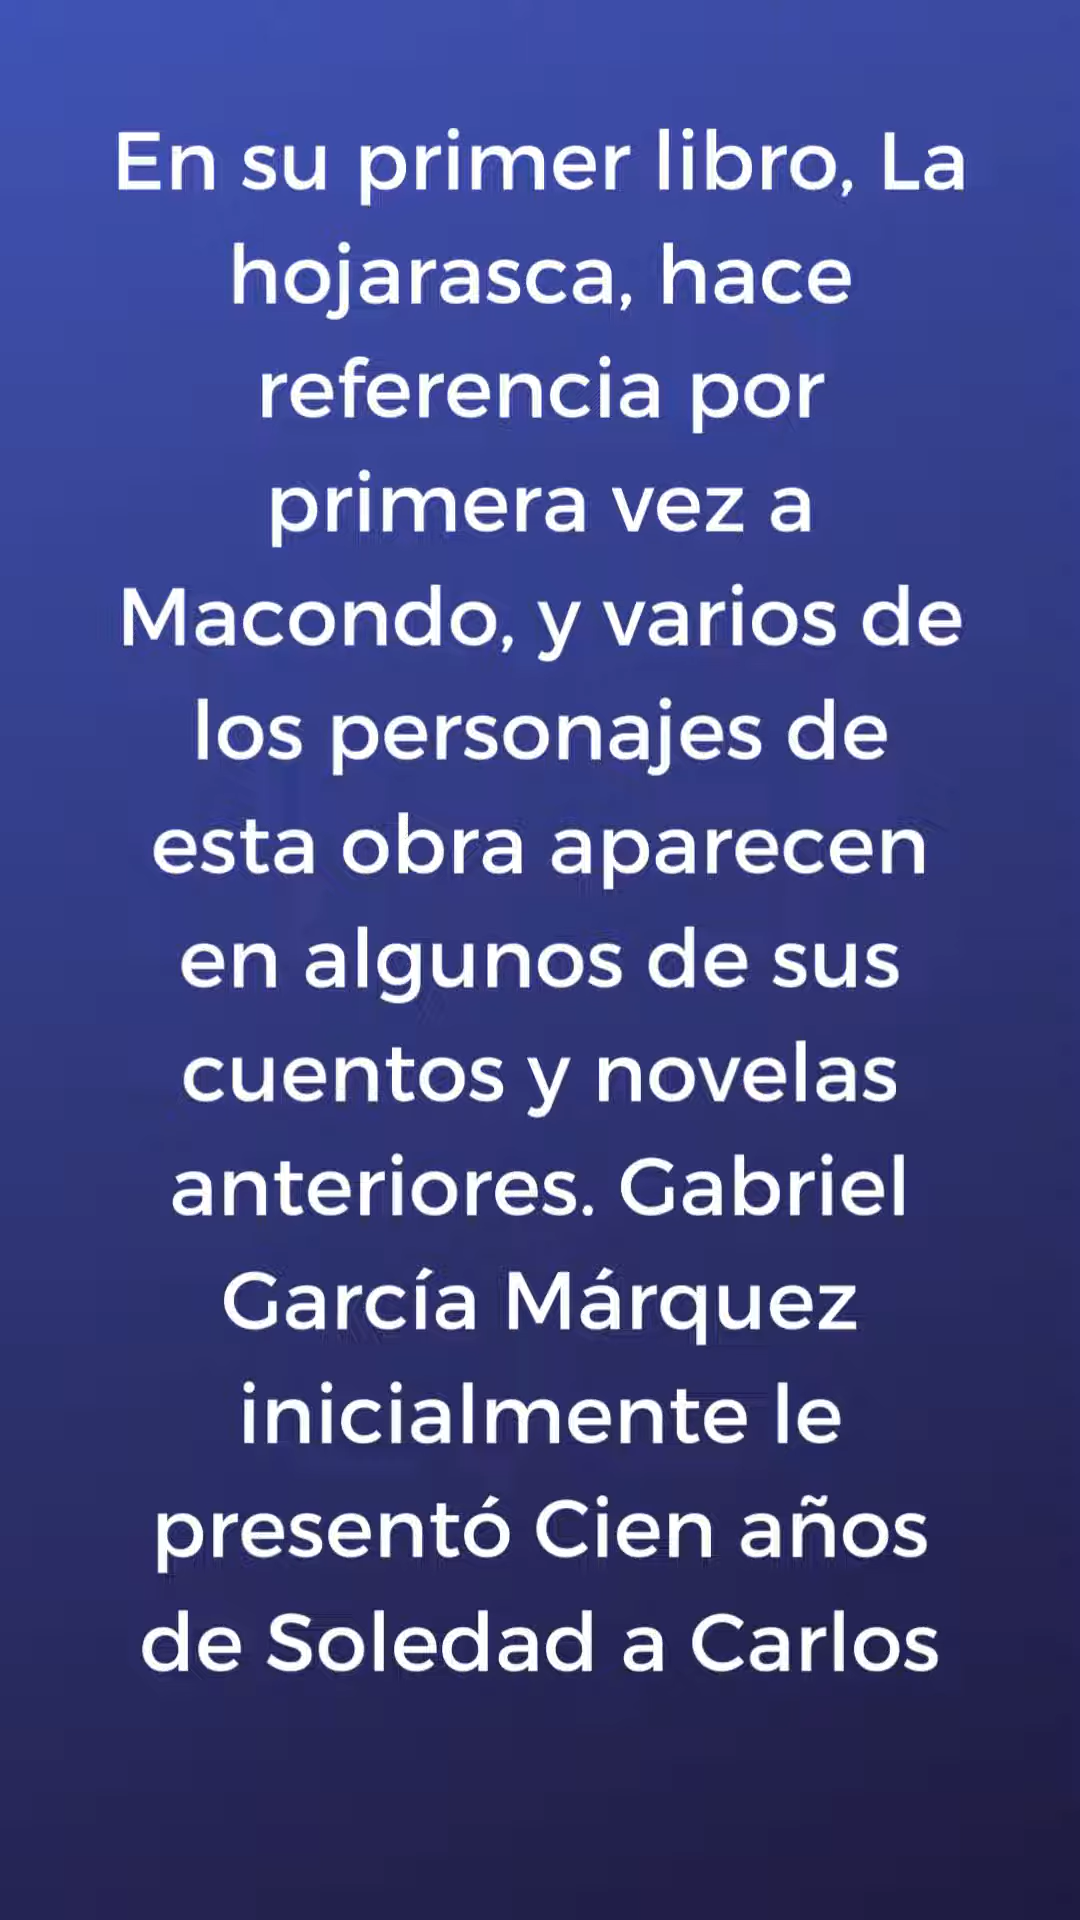 En su primer libro, La
hojarasca, hace
referencia por
primera vez a
Macondo, y varios de
los personajes de
esta obra aparecen
en algunos de sus
cuentos y novelas
anteriores. Gabriel
García Márquez
inicialmente le
presentó Cien años
de Soledad a Carlos